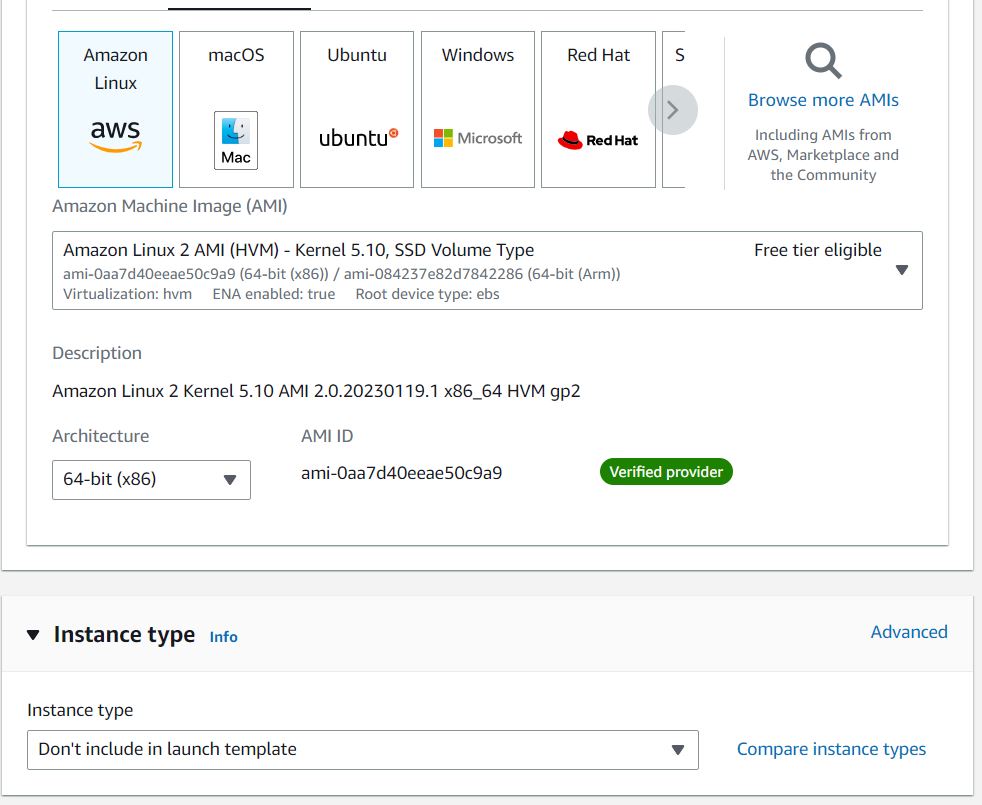 Amazon
Linux
aws
macOS
Mac
Ubuntu
ubuntu
Windows
Microsoft
Red Hat
Red Hat
S
Browse more AMIs
Including AMIs from
AWS, Marketplace and
the Community
Amazon Machine Image (AMI)
Amazon Linux 2 AMI (HVM) - Kernel 5.10, SSD Volume Type
Free tier eligible
ami-0aa7d40eeae50c9a9 (64-bit (x86)) / ami-084237e82d7842286 (64-bit (Arm))
Virtualization: hvm ENA enabled: true Root device type: ebs
Description
Amazon Linux 2 Kernel 5.10 AMI 2.0.20230119.1 x86_64 HVM gp2
Architecture
AMI ID
64-bit (x86)
ami-0aa7d40eeae50c9a9
Verified provider
Instance type Info
Advanced
Instance type
Don't include in launch template
Compare instance types